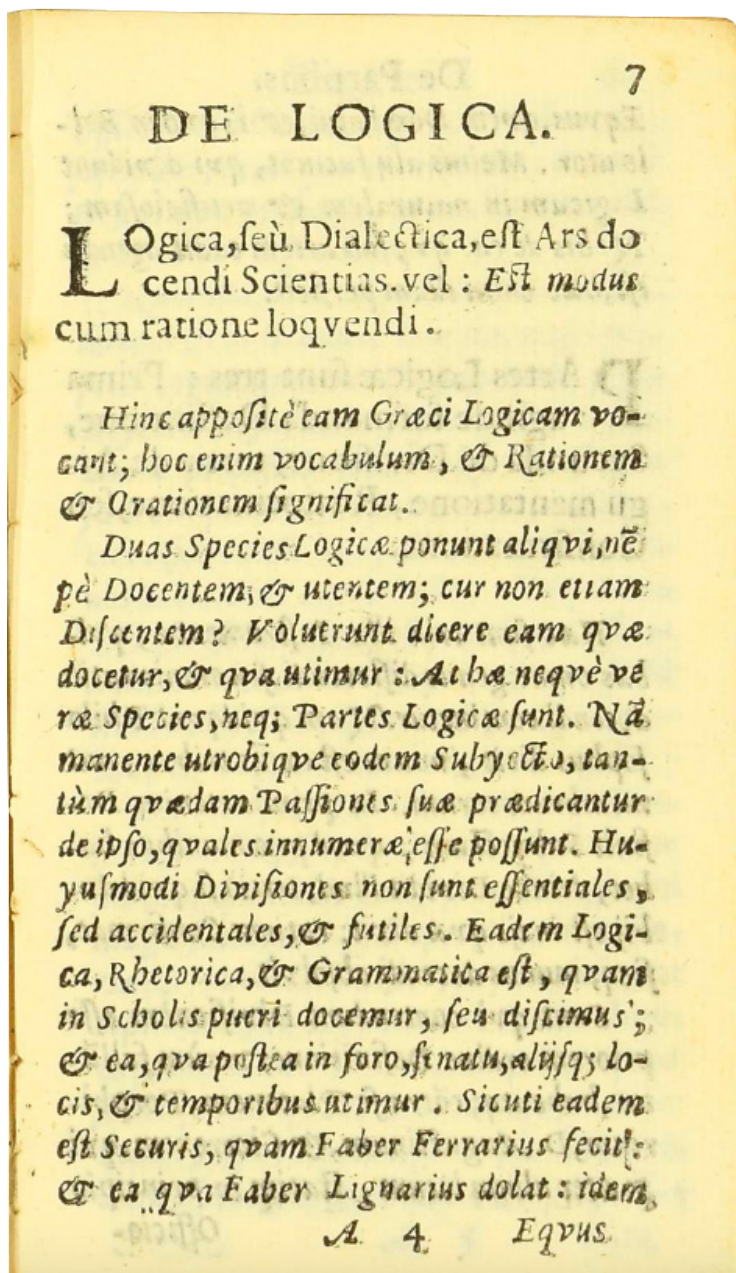 7
DE LOGICA.
LOgica, ſeù Dialectica, eſt Ars do
cendi Scientias. vel : Eſt modus
cum ratione loqvendi.
Hinc appoſitè eam Græci Logicam vo-
cant; hoc enim vocabulum, & Rationem
& Orationem ſignificat.
Duas Species Logicæ ponunt aliqvi, nē
pè Docentem, & utentem; cur non etiam
Diſcentem? Voluerunt dicere eam qvæ
docetur, & qva utimur : At hæ neqvè ve
ræ Species, neq; Partes Logicæ ſunt. Nā
manente utrobiqve eodem Subyecto, tan-
tùm qvædam Paſſiones ſuæ prædicantur
de ipſo, qvales innumeræ eſſe poſſunt. Hu-
yuſmodi Diviſiones non ſunt eſſentiales,
ſed accidentales, & futiles. Eadem Logi-
ca, Rhetorica, & Grammatica eſt, qvam
in Scholis pueri docemur, ſeu diſcimus;
& ea, qva poſtea in foro, ſenatu, alijſq; lo-
cis, & temporibus utimur. Sicuti eadem
eſt Securis, qvam Faber Ferrarius fecit:
& ea qva Faber Lignarius dolat : idem
A 4 Eqvus